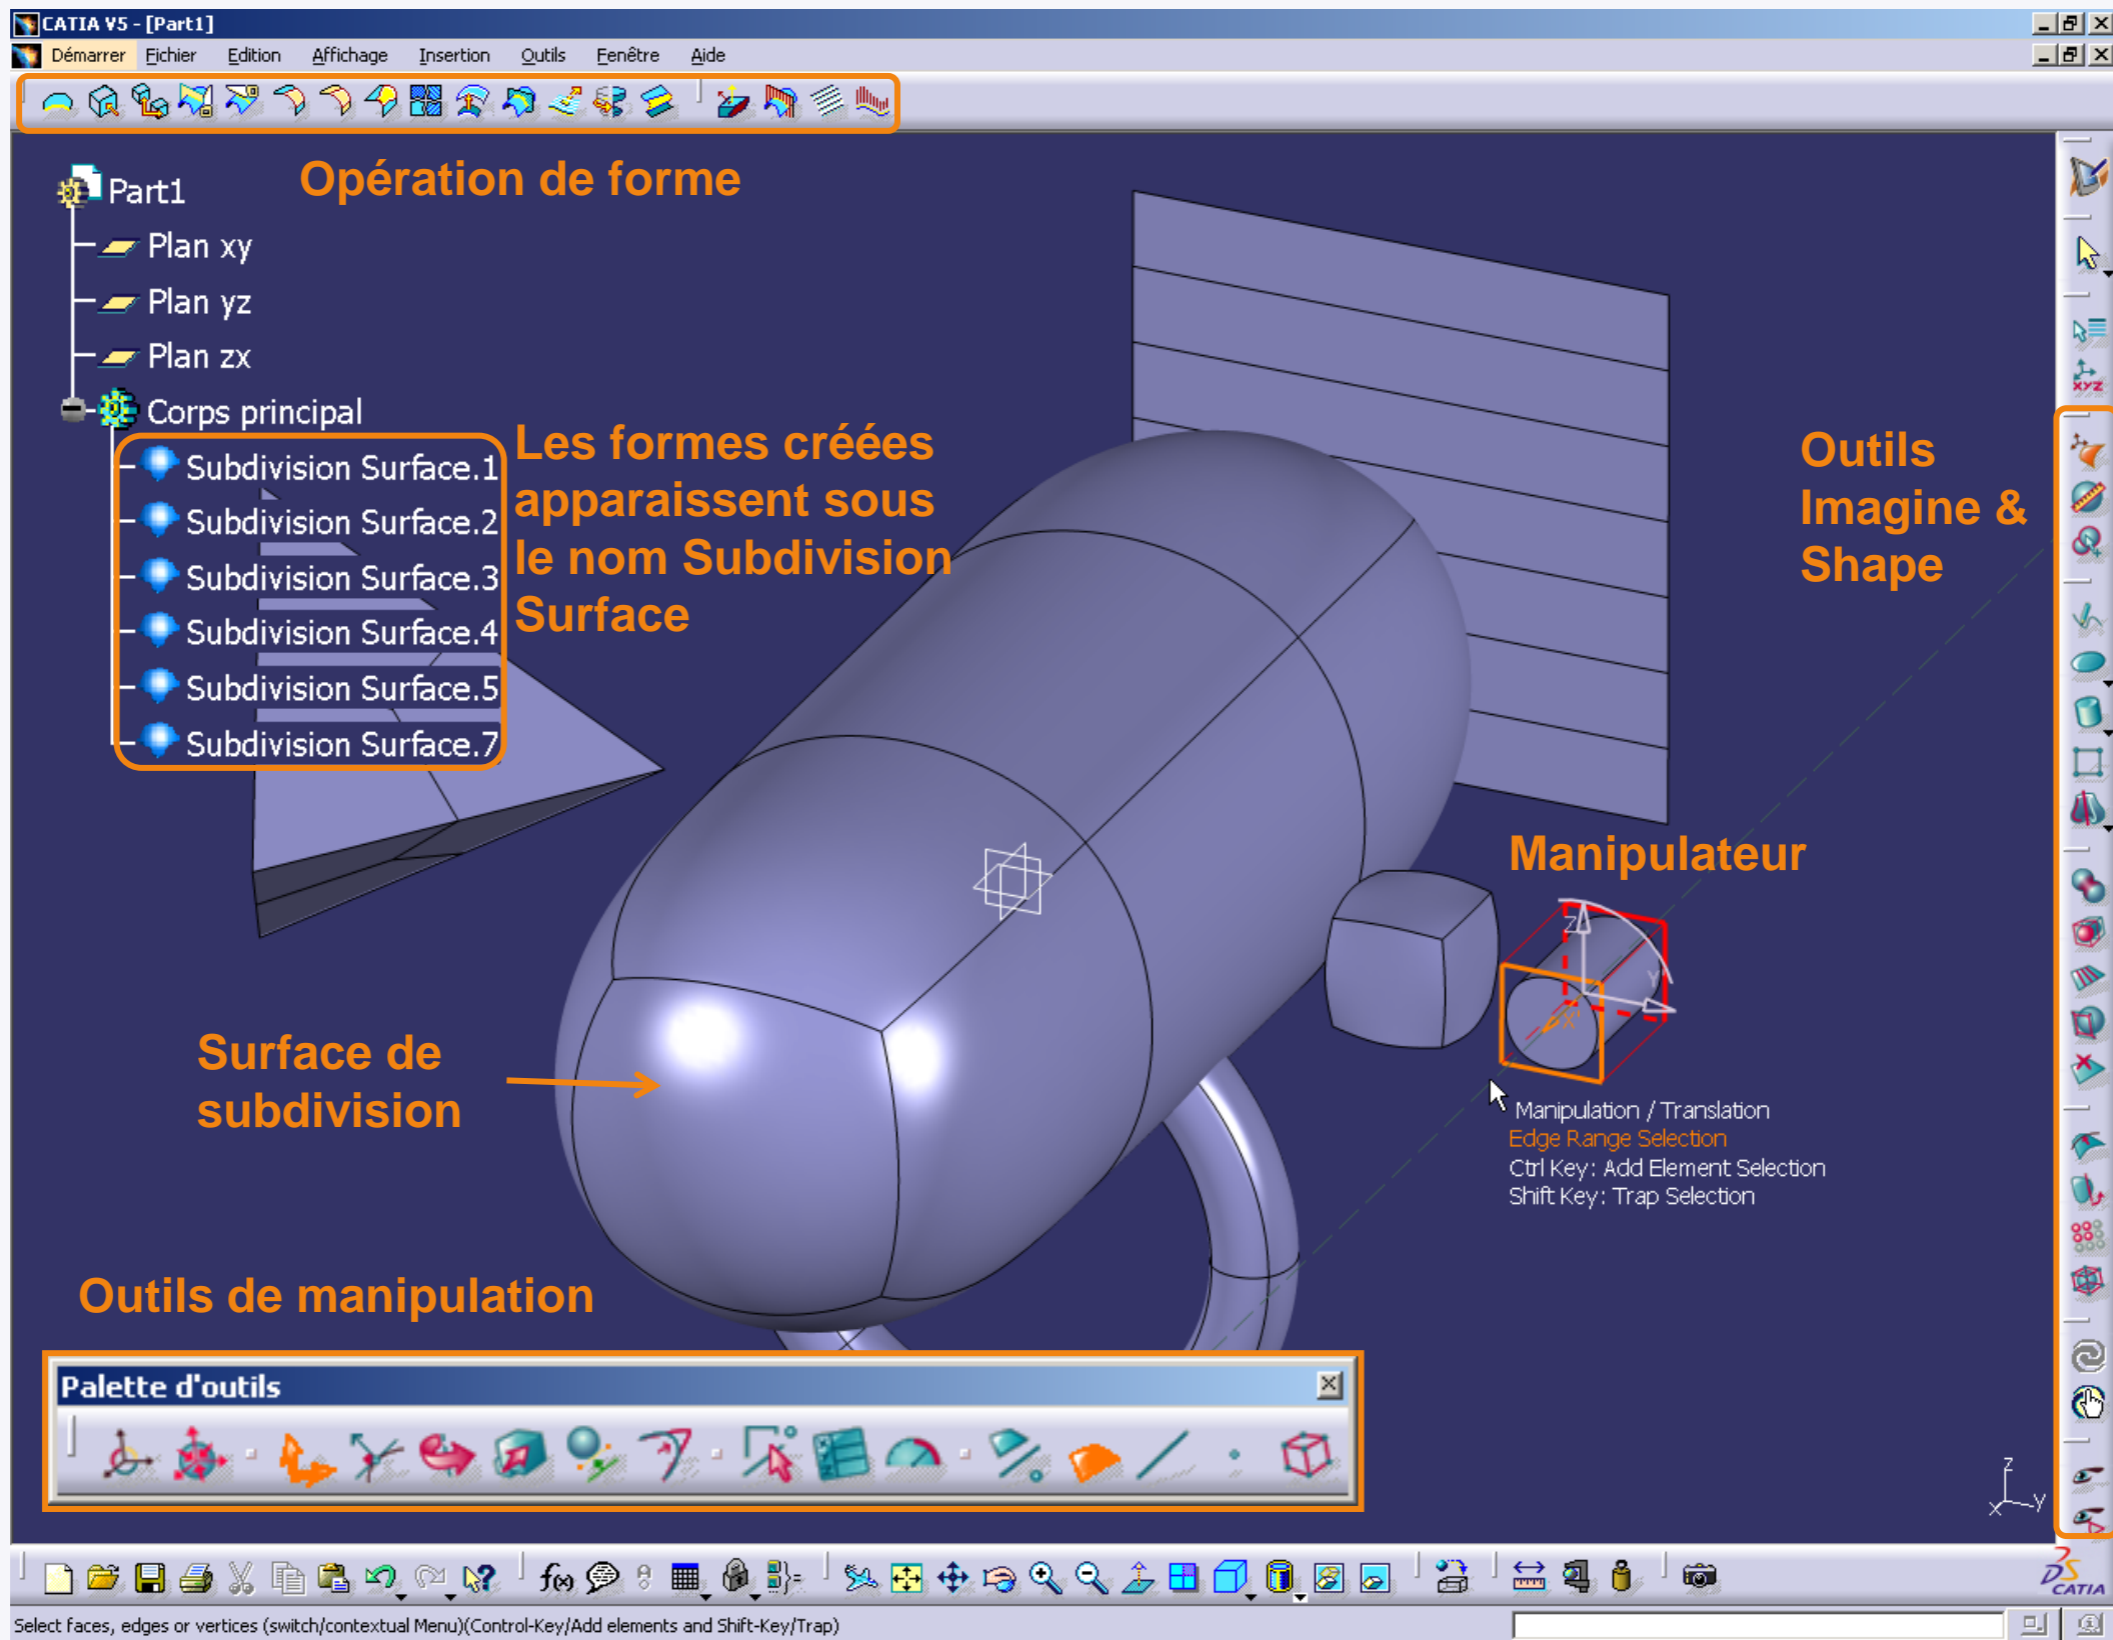 CATIA V5 - [Part1]
Démarrer Fichier Edition Affichage Insertion Outils Fenêtre Aide
Opération de forme
Part1
Plan xy
Plan yz
Plan zx
Corps principal
Subdivision Surface.1
Subdivision Surface.2
Subdivision Surface.3
Subdivision Surface.4
Subdivision Surface.5
Subdivision Surface.7
Les formes créées
apparaissent sous
le nom Subdivision
Surface
xyz
Outils
Imagine &
Shape
Manipulateur
Z
Y
X
Manipulation / Translation
Edge Range Selection
Ctrl Key: Add Element Selection
Shift Key: Trap Selection
Surface de
subdivision
Outils de manipulation
Palette d'outils
z
x y
f(x)
DS CATIA
Select faces, edges or vertices (switch/contextual Menu)(Control-Key/Add elements and Shift-Key/Trap)